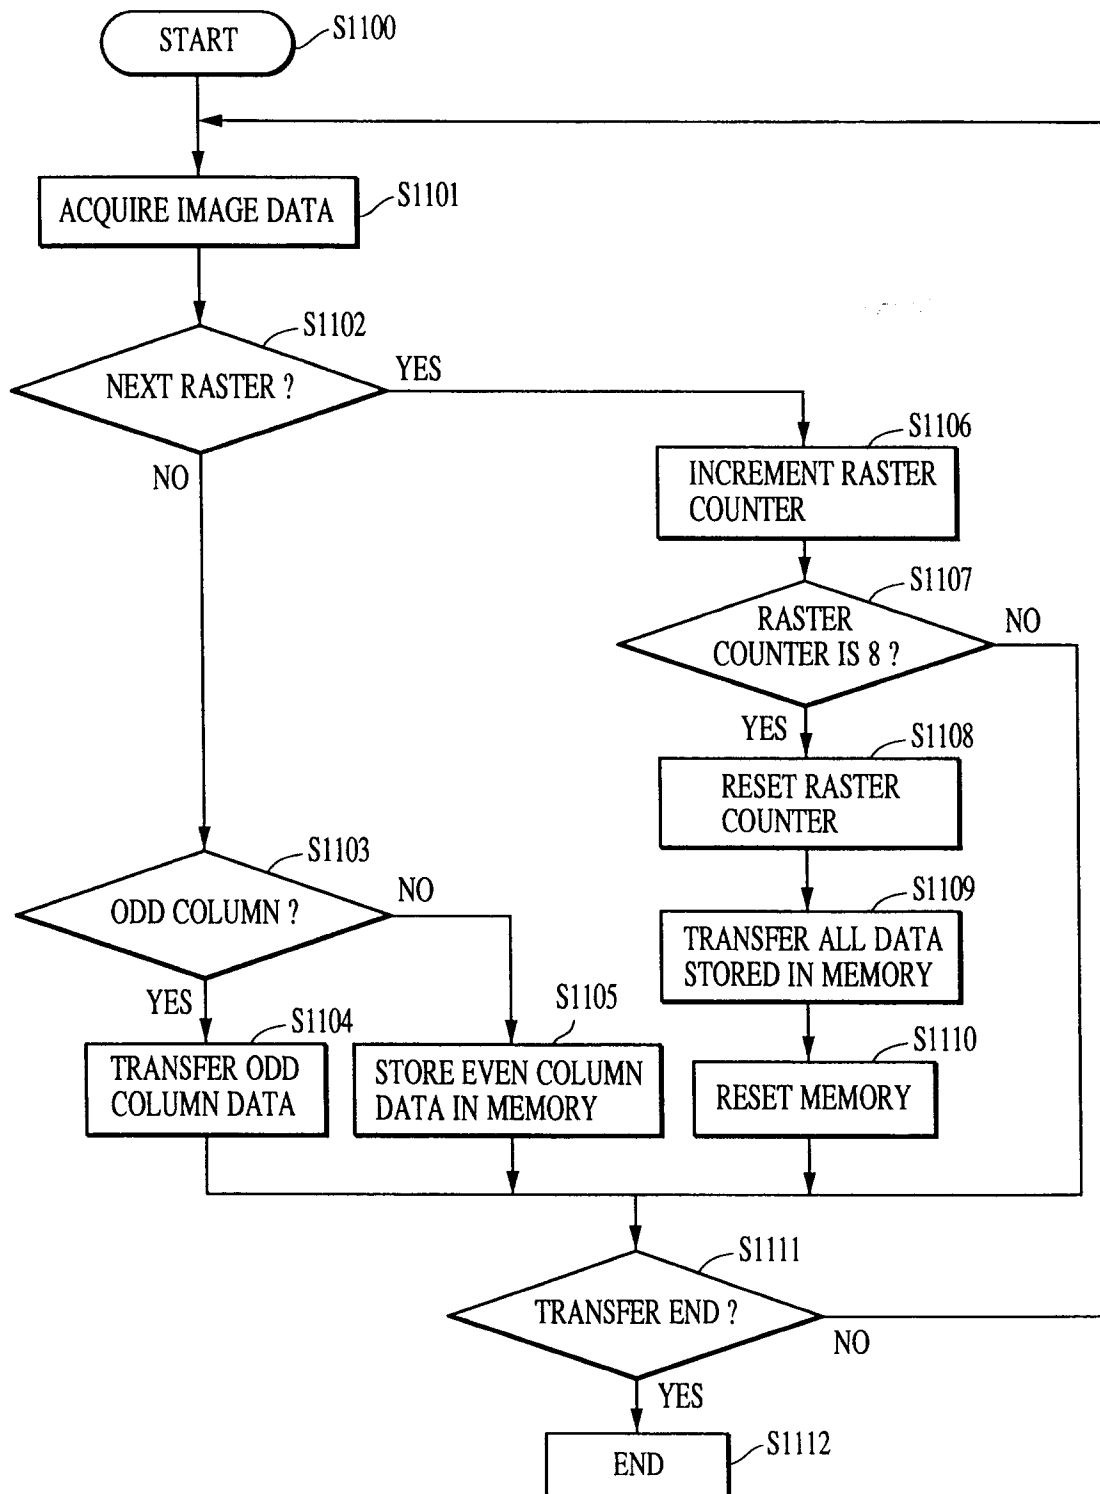 START
S1100
ACQUIRE IMAGE DATA
S1101
S1102
NEXT RASTER ?
YES
NO
S1106
INCREMENT RASTER
COUNTER
S1107
RASTER
COUNTER IS 8 ?
NO
YES
S1108
RESET RASTER
COUNTER
S1103
ODD COLUMN ?
NO
YES
S1109
TRANSFER ALL DATA
STORED IN MEMORY
S1104
TRANSFER ODD
COLUMN DATA
S1105
STORE EVEN COLUMN
DATA IN MEMORY
S1110
RESET MEMORY
S1111
TRANSFER END ?
NO
YES
END
S1112